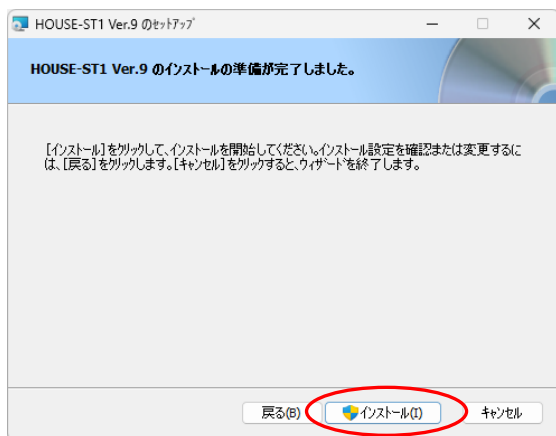 HOUSE-ST1 Ver.9 のセットアップ
HOUSE-ST1 Ver.9 のインストールの準備が完了しました。
[インストール]をクリックして、インストールを開始してください。インストール設定を確認または変更するに
は、[戻る]をクリックします。[キャンセル]をクリックすると、ウィザードを終了します。
戻る(B)
インストール(I)
キャンセル